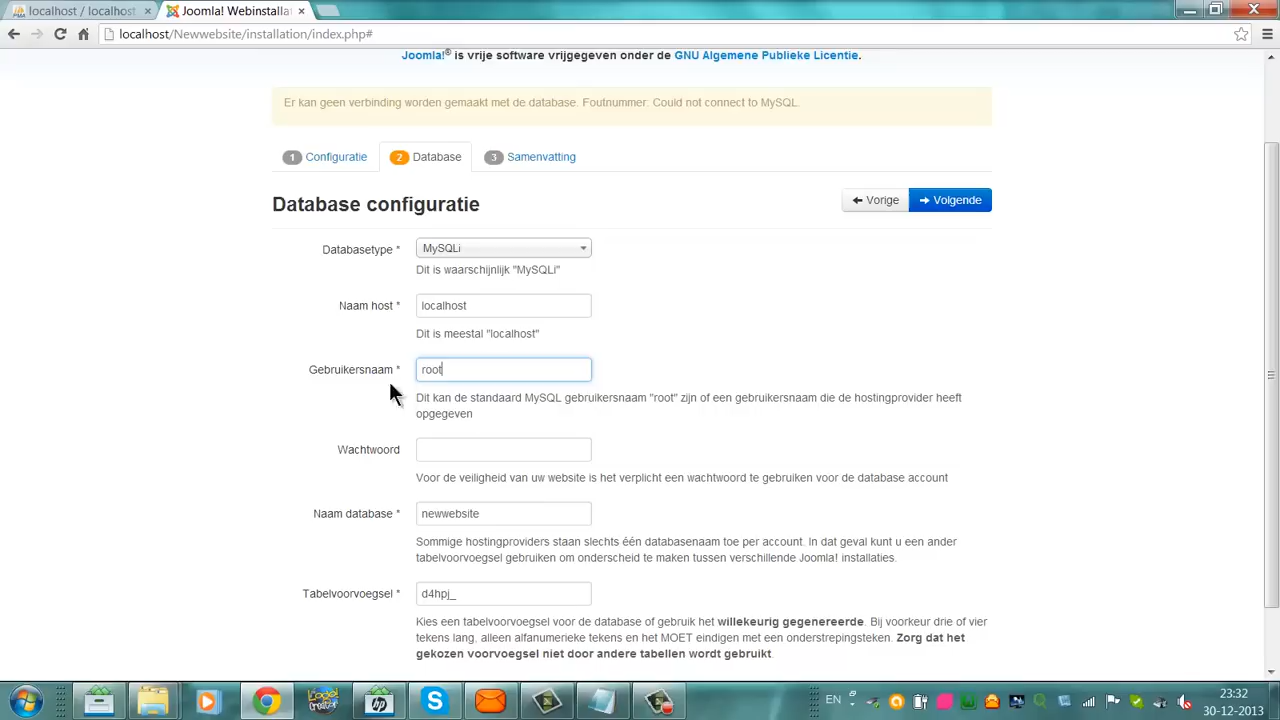 localhost / localhost
Joomla! Webinstalla
localhost/Newwebsite/installation/index.php#
Joomla!® is vrije software vrijgegeven onder de GNU Algemene Publieke Licentie.
Er kan geen verbinding worden gemaakt met de database. Foutnummer: Could not connect to MySQL.
1 Configuratie
2 Database
3 Samenvatting
Database configuratie
Vorige
Volgende
Databasetype *
MySQLi
Dit is waarschijnlijk "MySQLi"
Naam host *
localhost
Dit is meestal "localhost"
Gebruikersnaam *
root
Dit kan de standaard MySQL gebruikersnaam "root" zijn of een gebruikersnaam die de hostingprovider heeft
opgegeven
Wachtwoord
Voor de veiligheid van uw website is het verplicht een wachtwoord te gebruiken voor de database account
Naam database *
newwebsite
Sommige hostingproviders staan slechts één databasenaam toe per account. In dat geval kunt u een ander
tabelvoorvoegsel gebruiken om onderscheid te maken tussen verschillende Joomla! installaties.
Tabelvoorvoegsel *
d4hpj_
Kies een tabelvoorvoegsel voor de database of gebruik het willekeurig gegenereerde. Bij voorkeur drie of vier
tekens lang, alleen alfanumerieke tekens en het MOET eindigen met een onderstrepingsteken. Zorg dat het
gekozen voorvoegsel niet door andere tabellen wordt gebruikt.
EN
23:32
30-12-2013